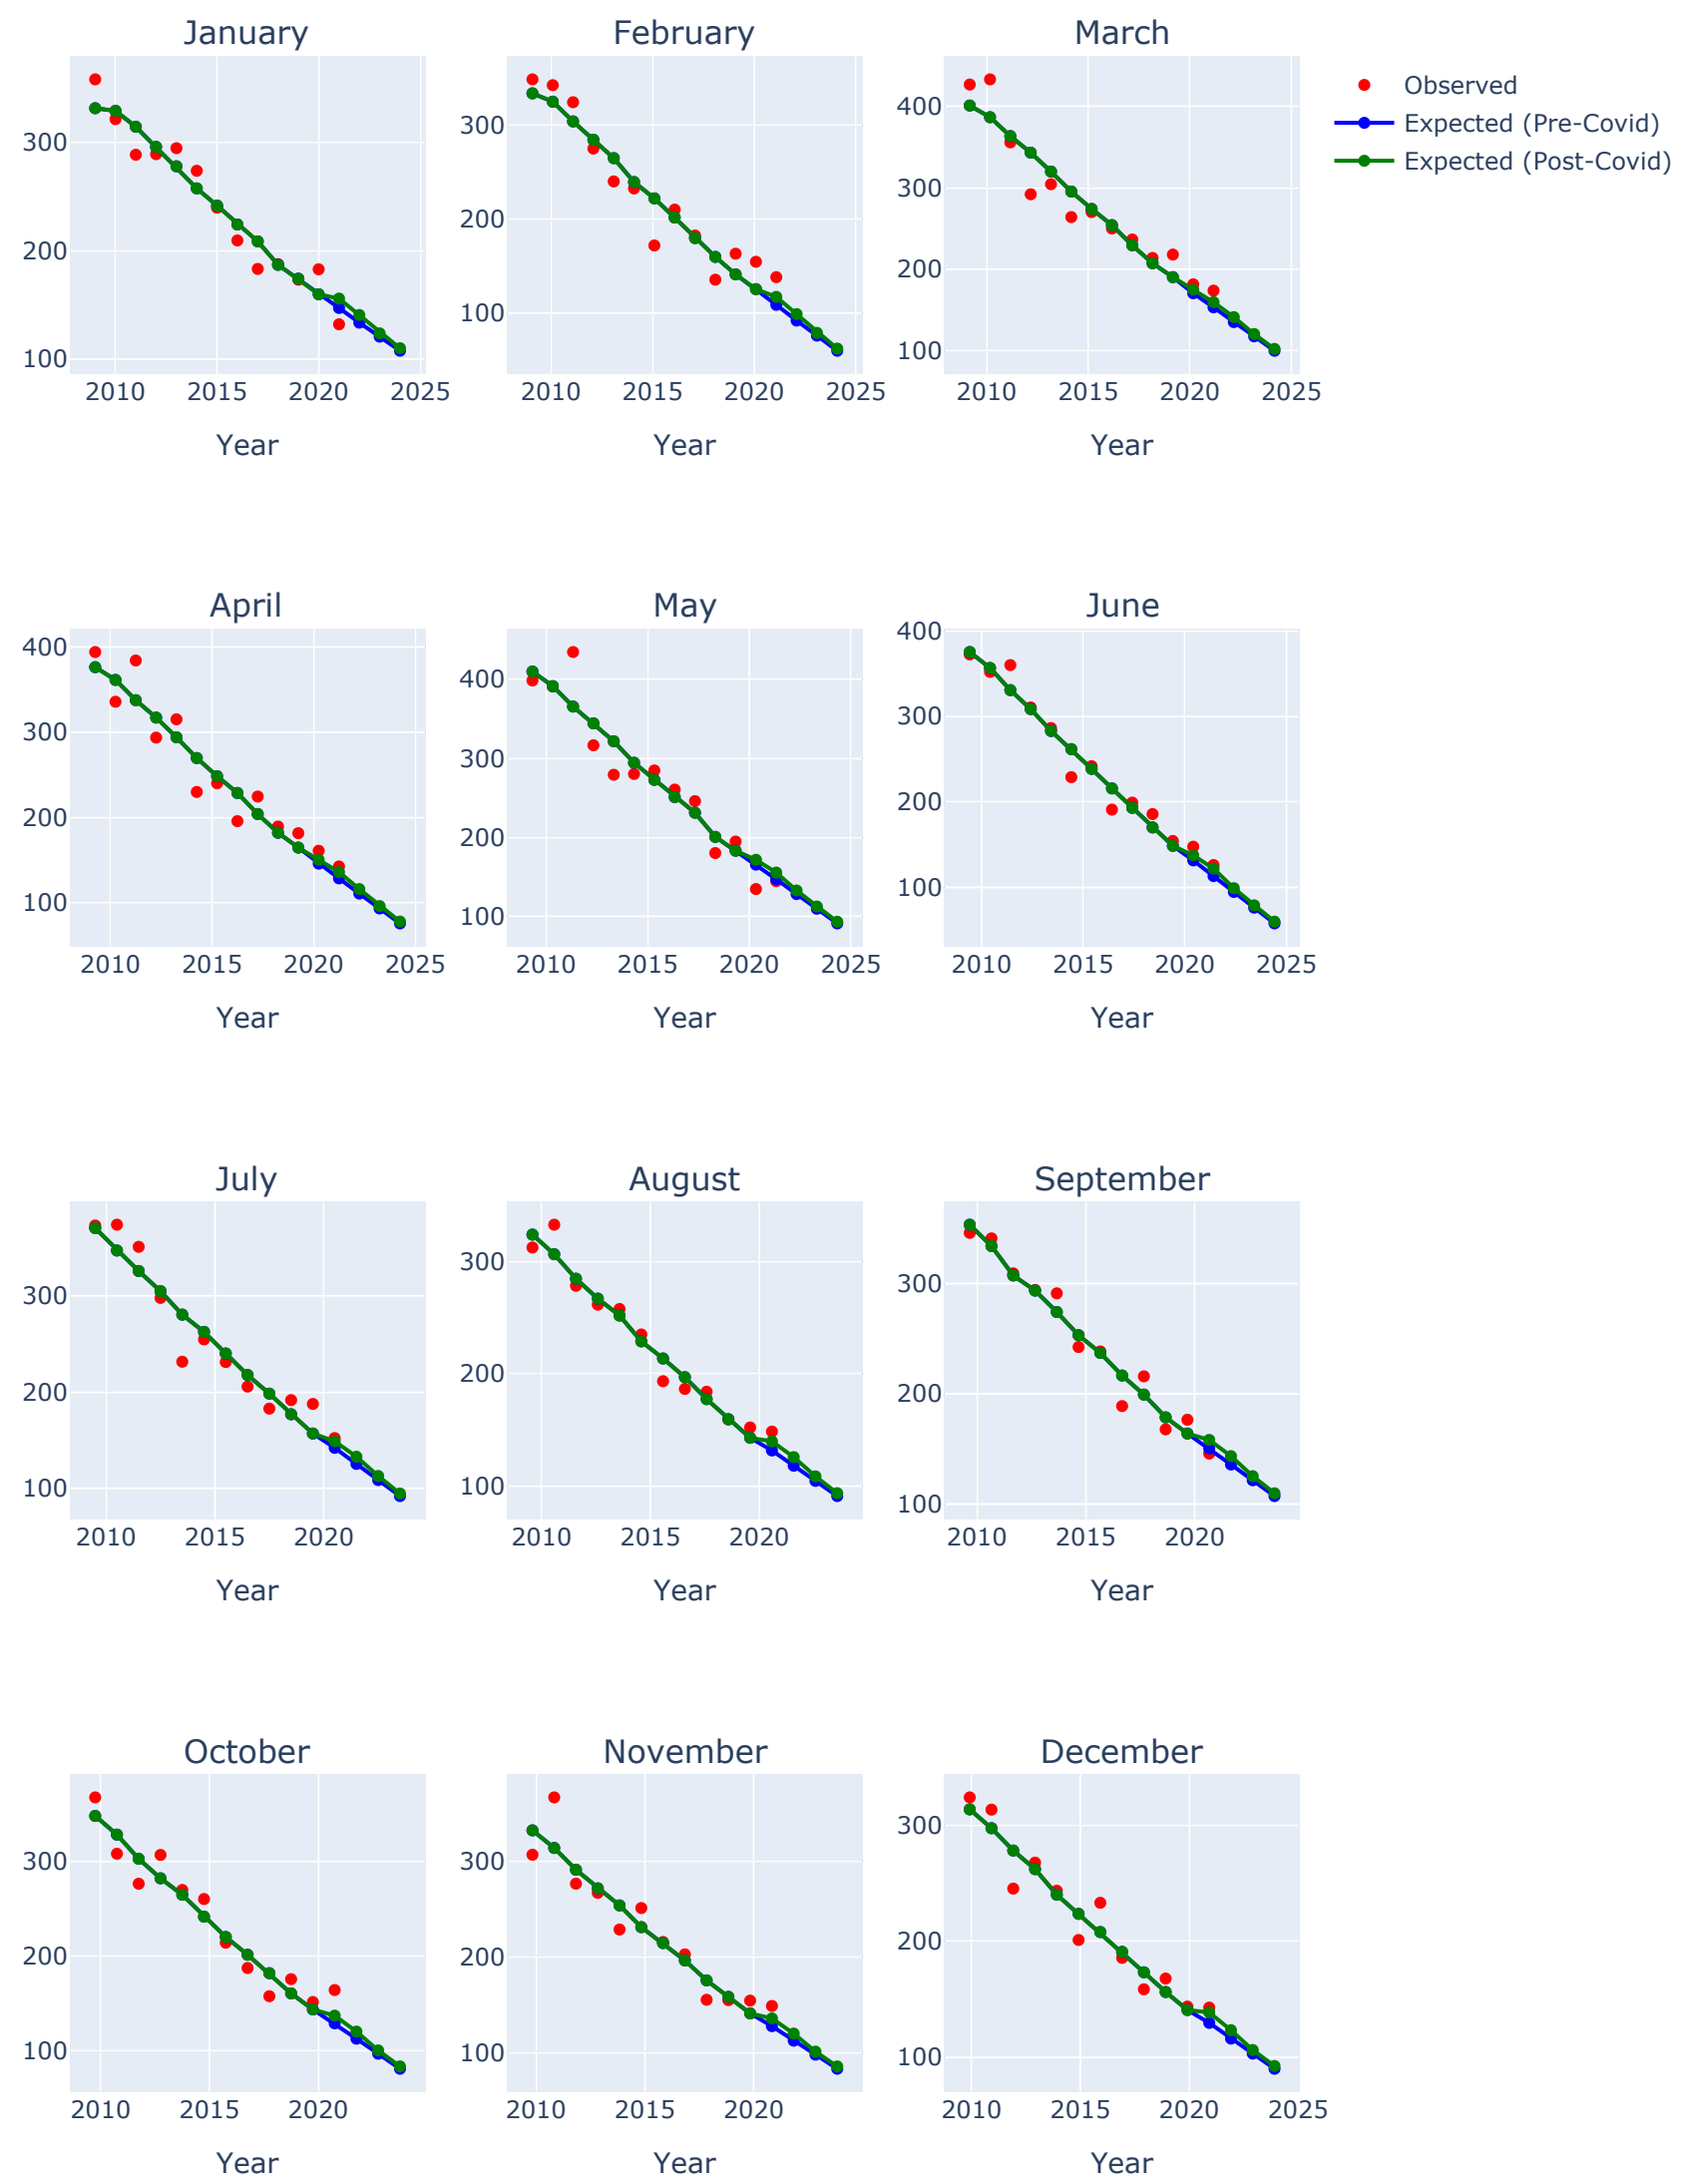 January February March
Observed
Expected (Pre-Covid)
Expected (Post-Covid)
300 300 400
200 200 300
100 100 200
100
2010 2015 2020 2025 2010 2015 2020 2025 2010 2015 2020 2025
Year Year Year
April May June
400 400 400
300 300 300
200 200 200
100 100 100
2010 2015 2020 2025 2010 2015 2020 2025 2010 2015 2020 2025
Year Year Year
July August September
300 300 300
200 200 200
100 100 100
2010 2015 2020 2010 2015 2020 2010 2015 2020
Year Year Year
October November December
300 300 300
200 200 200
100 100 100
2010 2015 2020 2010 2015 2020 2010 2015 2020 2025
Year Year Year